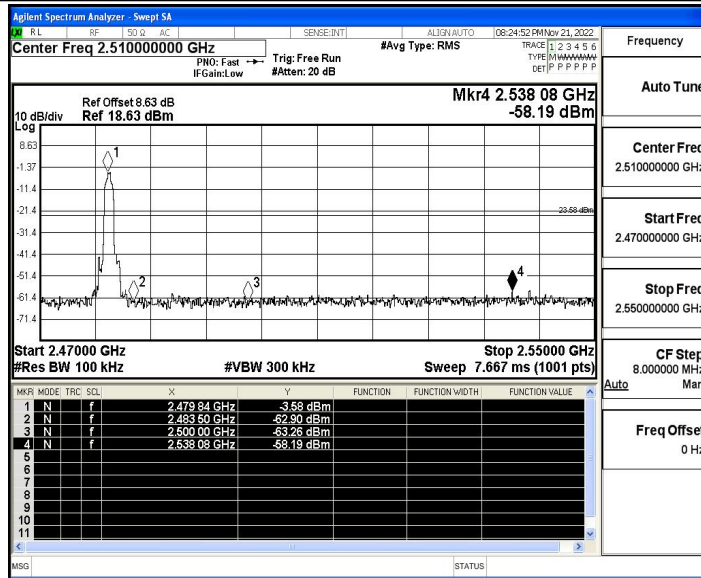 Agilent Spectrum Analyzer - Swept SA
RL RF 50 Ω AC SENSE:INT ALIGN AUTO 08:24:52 PM Nov 21, 2022
Center Freq 2.510000000 GHz
PNO: Fast
IFGain:Low
Trig: Free Run
#Atten: 20 dB
#Avg Type: RMS
TRACE 1 2 3 4 5 6
TYPE MWWWWW
DET P P P P P P
Ref Offset 8.63 dB
10 dB/div Ref 18.63 dBm
Mkr4 2.538 08 GHz
-58.19 dBm
Log
8.63
-1.37
-11.4
-21.4
-31.4
-41.4
-51.4
-61.4
-71.4
1
2
3
4
-23.58 dBm
Start 2.47000 GHz Stop 2.55000 GHz
#Res BW 100 kHz #VBW 300 kHz Sweep 7.667 ms (1001 pts)
MKR MODE TRC SCL X Y FUNCTION FUNCTION WIDTH FUNCTION VALUE
1 N f 2.479 84 GHz -3.58 dBm
2 N f 2.483 50 GHz -62.90 dBm
3 N f 2.500 00 GHz -63.26 dBm
4 N f 2.538 08 GHz -58.19 dBm
5
6
7
8
9
10
11
MSG STATUS
Frequency
Auto Tune
Center Freq
2.510000000 GHz
Start Freq
2.470000000 GHz
Stop Freq
2.550000000 GHz
CF Step
8.000000 MHz
Auto Man
Freq Offset
0 Hz